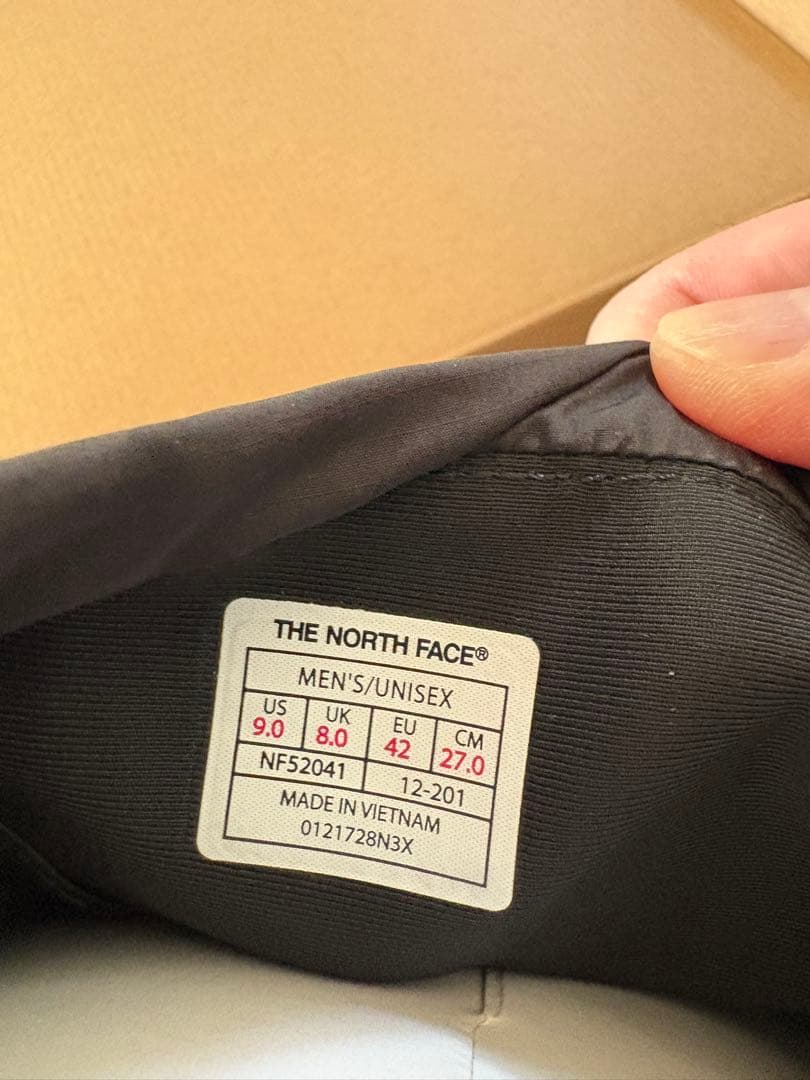 THE NORTH FACE®
MEN'S/UNISEX
US UK EU CM
9.0 8.0 42 27.0
NF52041 12-201
MADE IN VIETNAM
0121728N3X